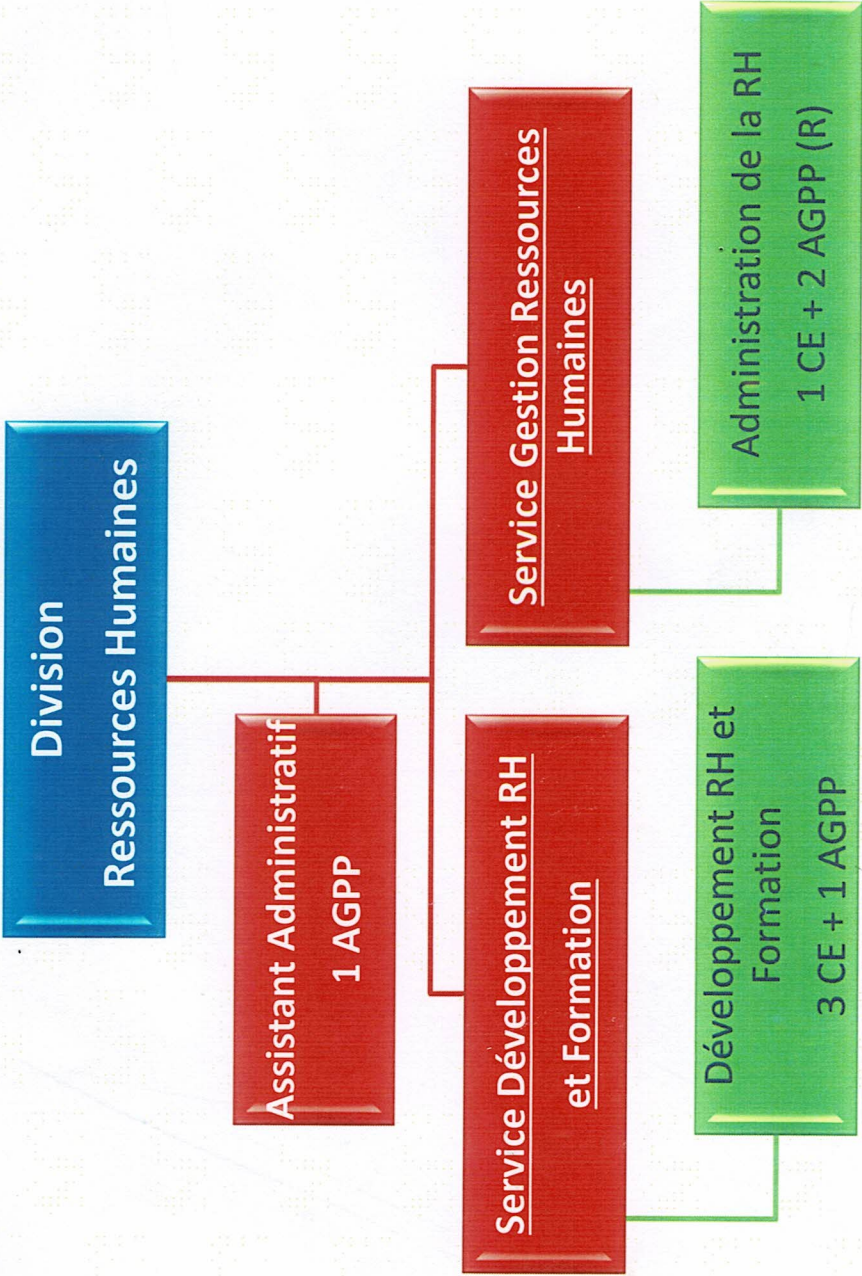 Division
Ressources Humaines
Assistant Administratif
1 AGPP
Service Développement RH
et Formation
Service Gestion Ressources
Humaines
Développement RH et
Formation
3 CE + 1 AGPP
Administration de la RH
1 CE + 2 AGPP (R)